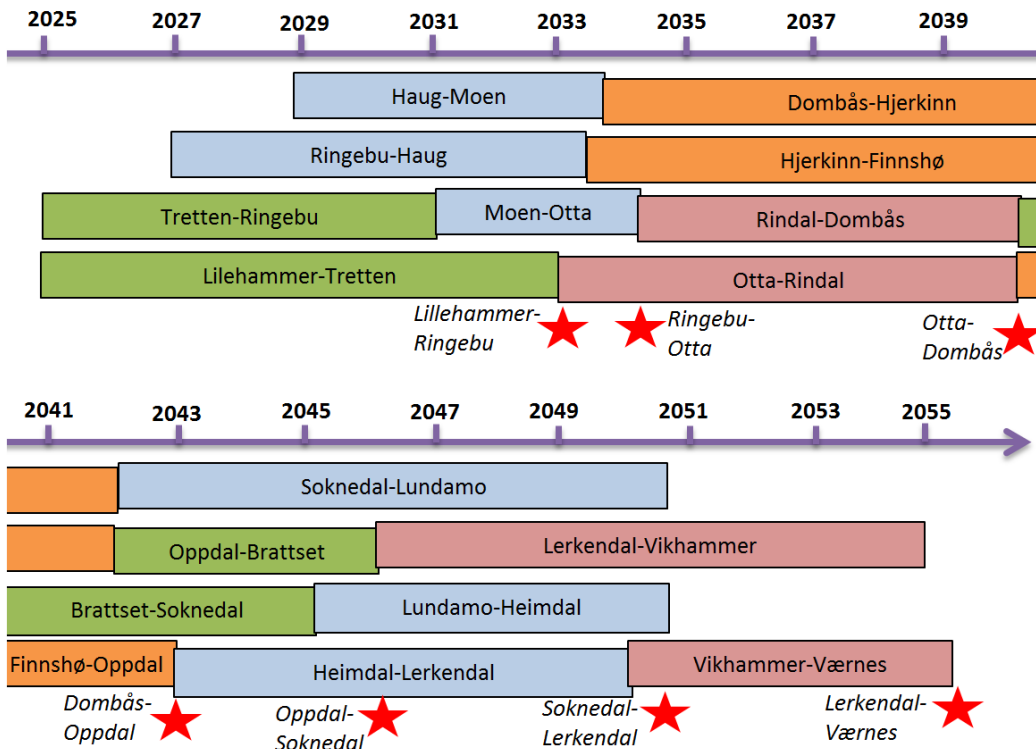 2025 2027 2029 2031 2033 2035 2037 2039
Haug-Moen Dombås-Hjerkinn
Ringebu-Haug Hjerkinn-Finnshø
Tretten-Ringebu Moen-Otta Rindal-Dombås
Lilehammer-Tretten Otta-Rindal
Lillehammer-
Ringebu
Ringebu-
Otta
Otta-
Dombås
2041 2043 2045 2047 2049 2051 2053 2055
Soknedal-Lundamo
Oppdal-Brattset Lerkendal-Vikhammer
Brattset-Soknedal Lundamo-Heimdal
Finnshø-Oppdal Heimdal-Lerkendal Vikhammer-Værnes
Dombås-
Oppdal
Oppdal-
Soknedal
Soknedal-
Lerkendal
Lerkendal-
Værnes